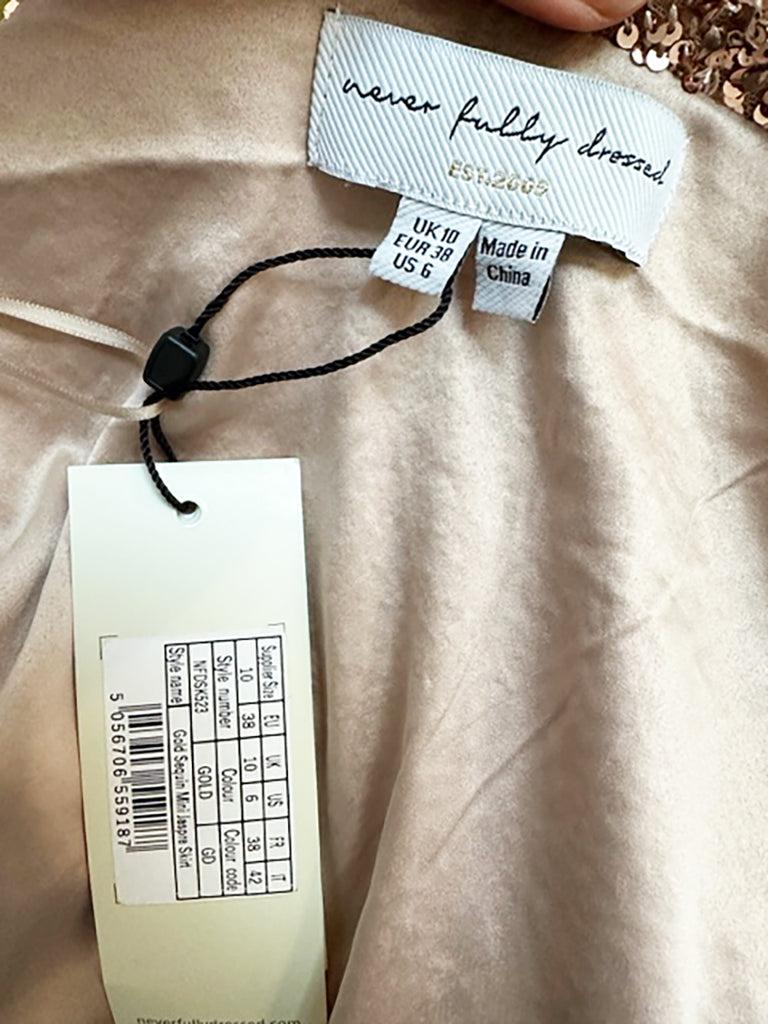 never fully dressed
EST.2009
UK 10
EUR 38
US 6
Made in
China
Supplier Size EU UK US FR IT
10 38 10 6 38 42
Style number Colour Colour code
NFDSK523 GOLD GD
Style name Gold Sequin Mini Jaspre Skirt
5 056706 559187
neverfullydressed.com